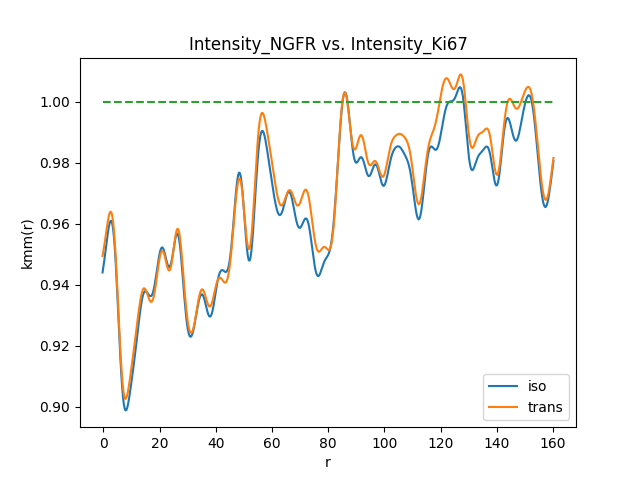 Intensity_NGFR vs. Intensity_Ki67
kmm(r)
1.00
0.98
0.96
0.94
0.92
0.90
0 20 40 60 80 100 120 140 160
r
iso
trans